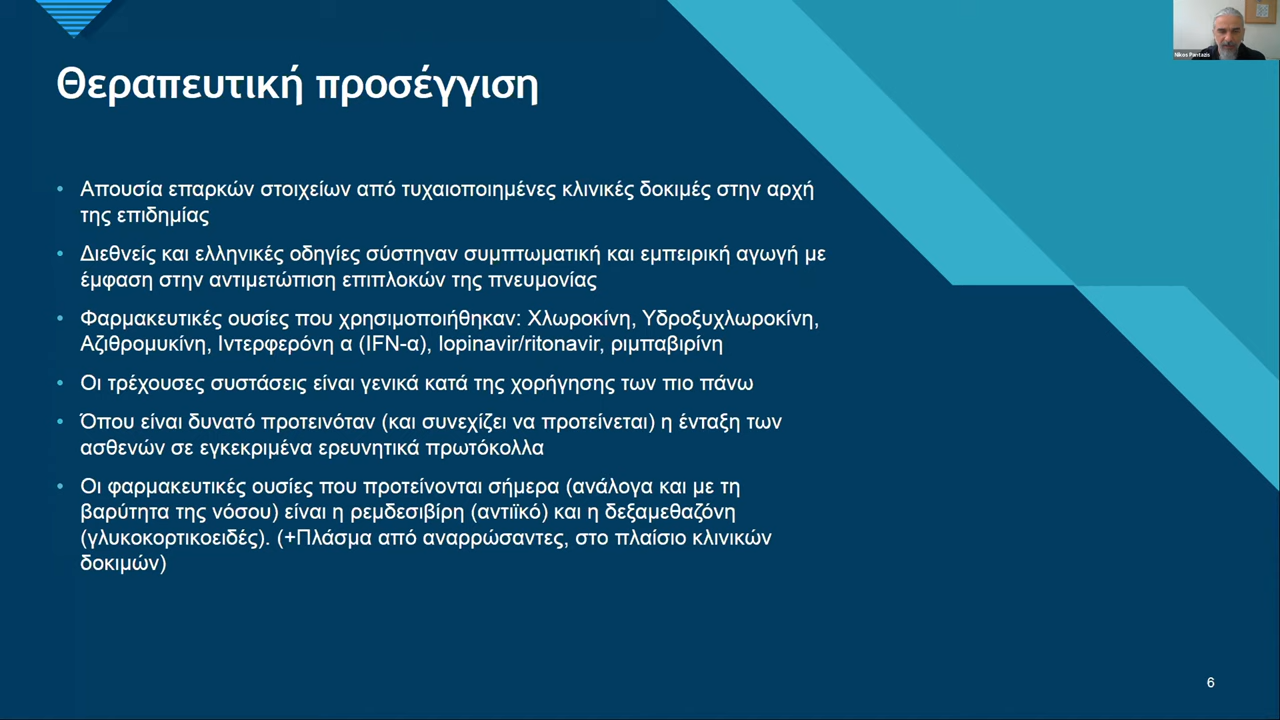 Nikos Pantazis
Θεραπευτική προσέγγιση
• Απουσία επαρκών στοιχείων από τυχαιοποιημένες κλινικές δοκιμές στην αρχή
της επιδημίας
• Διεθνείς και ελληνικές οδηγίες σύστηναν συμπτωματική και εμπειρική αγωγή με
έμφαση στην αντιμετώπιση επιπλοκών της πνευμονίας
• Φαρμακευτικές ουσίες που χρησιμοποιήθηκαν: Χλωροκίνη, Υδροξυχλωροκίνη,
Αζιθρομυκίνη, Ιντερφερόνη α (IFN-α), lopinavir/ritonavir, ριμπαβιρίνη
• Οι τρέχουσες συστάσεις είναι γενικά κατά της χορήγησης των πιο πάνω
• Όπου είναι δυνατό προτεινόταν (και συνεχίζει να προτείνεται) η ένταξη των
ασθενών σε εγκεκριμένα ερευνητικά πρωτόκολλα
• Οι φαρμακευτικές ουσίες που προτείνονται σήμερα (ανάλογα και με τη
βαρύτητα της νόσου) είναι η ρεμδεσιβίρη (αντιϊκό) και η δεξαμεθαζόνη
(γλυκοκορτικοειδές). (+Πλάσμα από αναρρώσαντες, στο πλαίσιο κλινικών
δοκιμών)
6